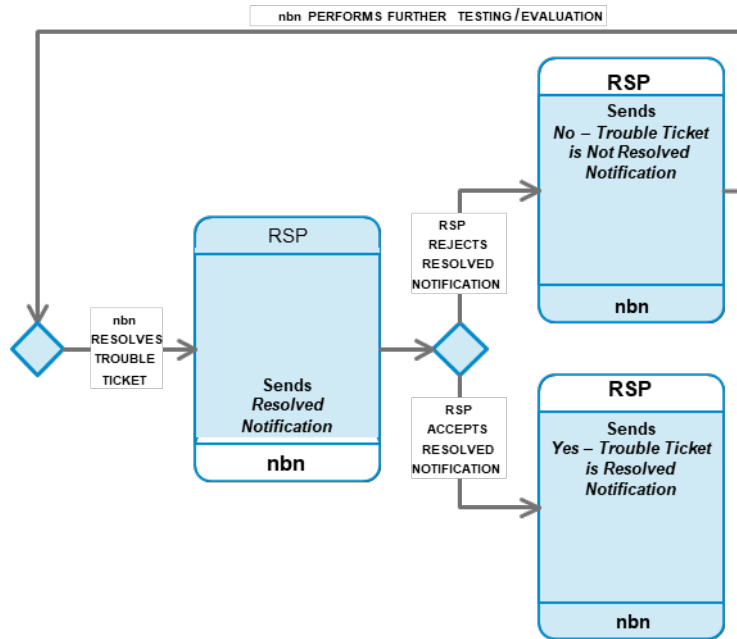 nbn PERFORMS FURTHER TESTING/EVALUATION
RSP
Sends
No – Trouble Ticket
is Not Resolved
Notification
nbn
RSP
REJECTS
RESOLVED
NOTIFICATION
RSP
Sends
Resolved
Notification
nbn
nbn
RESOLVES
TROUBLE
TICKET
RSP
ACCEPTS
RESOLVED
NOTIFICATION
RSP
Sends
Yes – Trouble Ticket
is Resolved
Notification
nbn